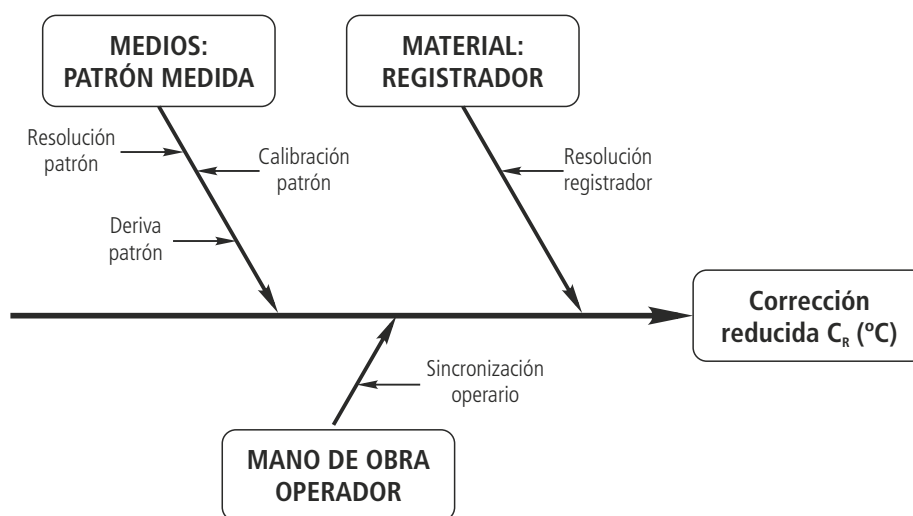 MEDIOS:
PATRÓN MEDIDA
MATERIAL:
REGISTRADOR
Resolución
patrón
Calibración
patrón
Resolución
registrador
Deriva
patrón
Corrección
reducida C_R (ºC)
Sincronización
operario
MANO DE OBRA
OPERADOR